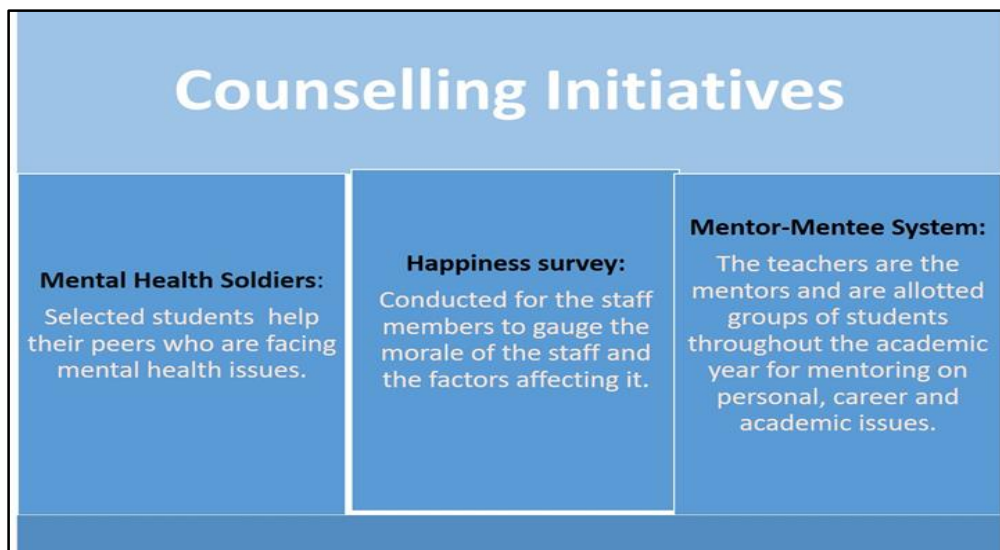 Counselling Initiatives
Mental Health Soldiers:
Selected students help
their peers who are facing
mental health issues.
Happiness survey:
Conducted for the staff
members to gauge the
morale of the staff and
the factors affecting it.
Mentor-Mentee System:
The teachers are the
mentors and are allotted
groups of students
throughout the academic
year for mentoring on
personal, career and
academic issues.